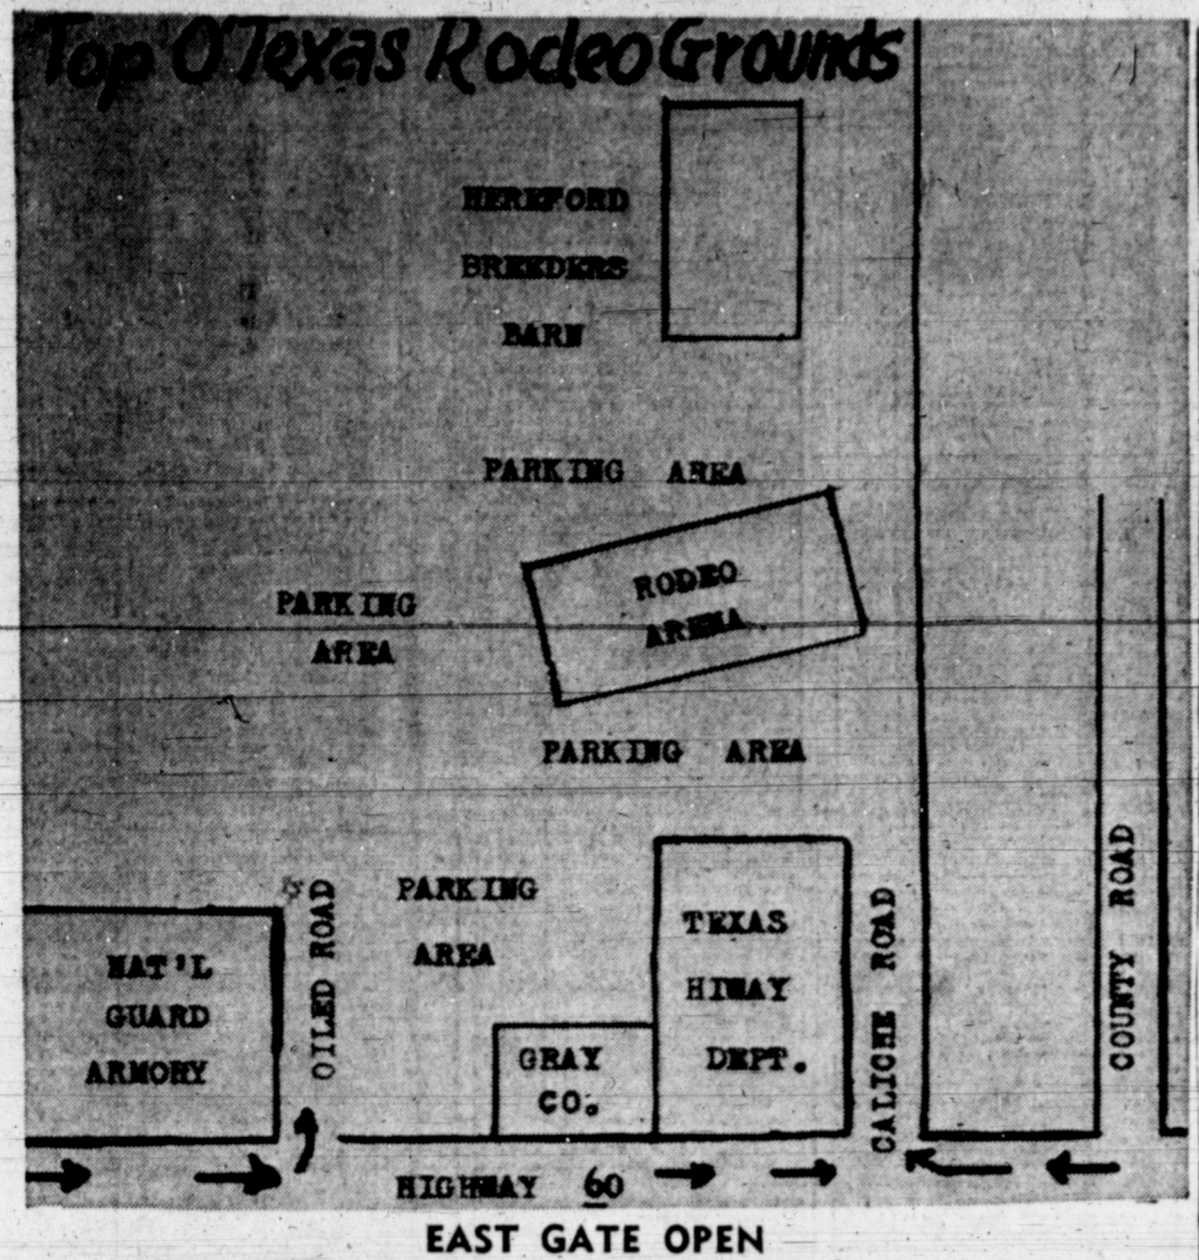 Top O'Texas Rodeo Grounds
HEREFORD
BREEDERS
BARN
PARKING AREA
RODEO
ARENA
PARKING
AREA
PARKING AREA
PARKING
AREA
TEXAS
HIWAY
DEPT.
NAT'L
GUARD
ARMORY
OILED ROAD
GRAY
CO.
CALICHE ROAD
COUNTY ROAD
HIGHWAY 60
EAST GATE OPEN